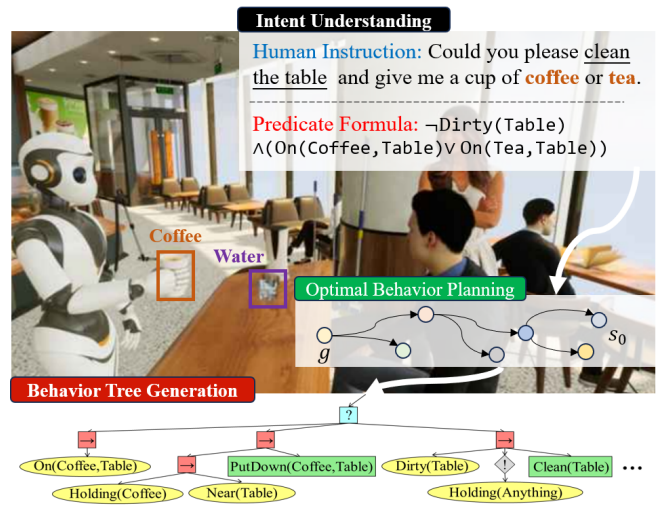 Intent Understanding
Human Instruction: Could you please clean
the table and give me a cup of coffee or tea.
Predicate Formula: ¬Dirty(Table)
∧(On(Coffee,Table)∨ On(Tea,Table))
Coffee
Water
Optimal Behavior Planning
g
s₀
Behavior Tree Generation
?
→ → →
On(Coffee,Table) → PutDown(Coffee,Table) Dirty(Table) ! Clean(Table) ...
Holding(Coffee) Near(Table) Holding(Anything)